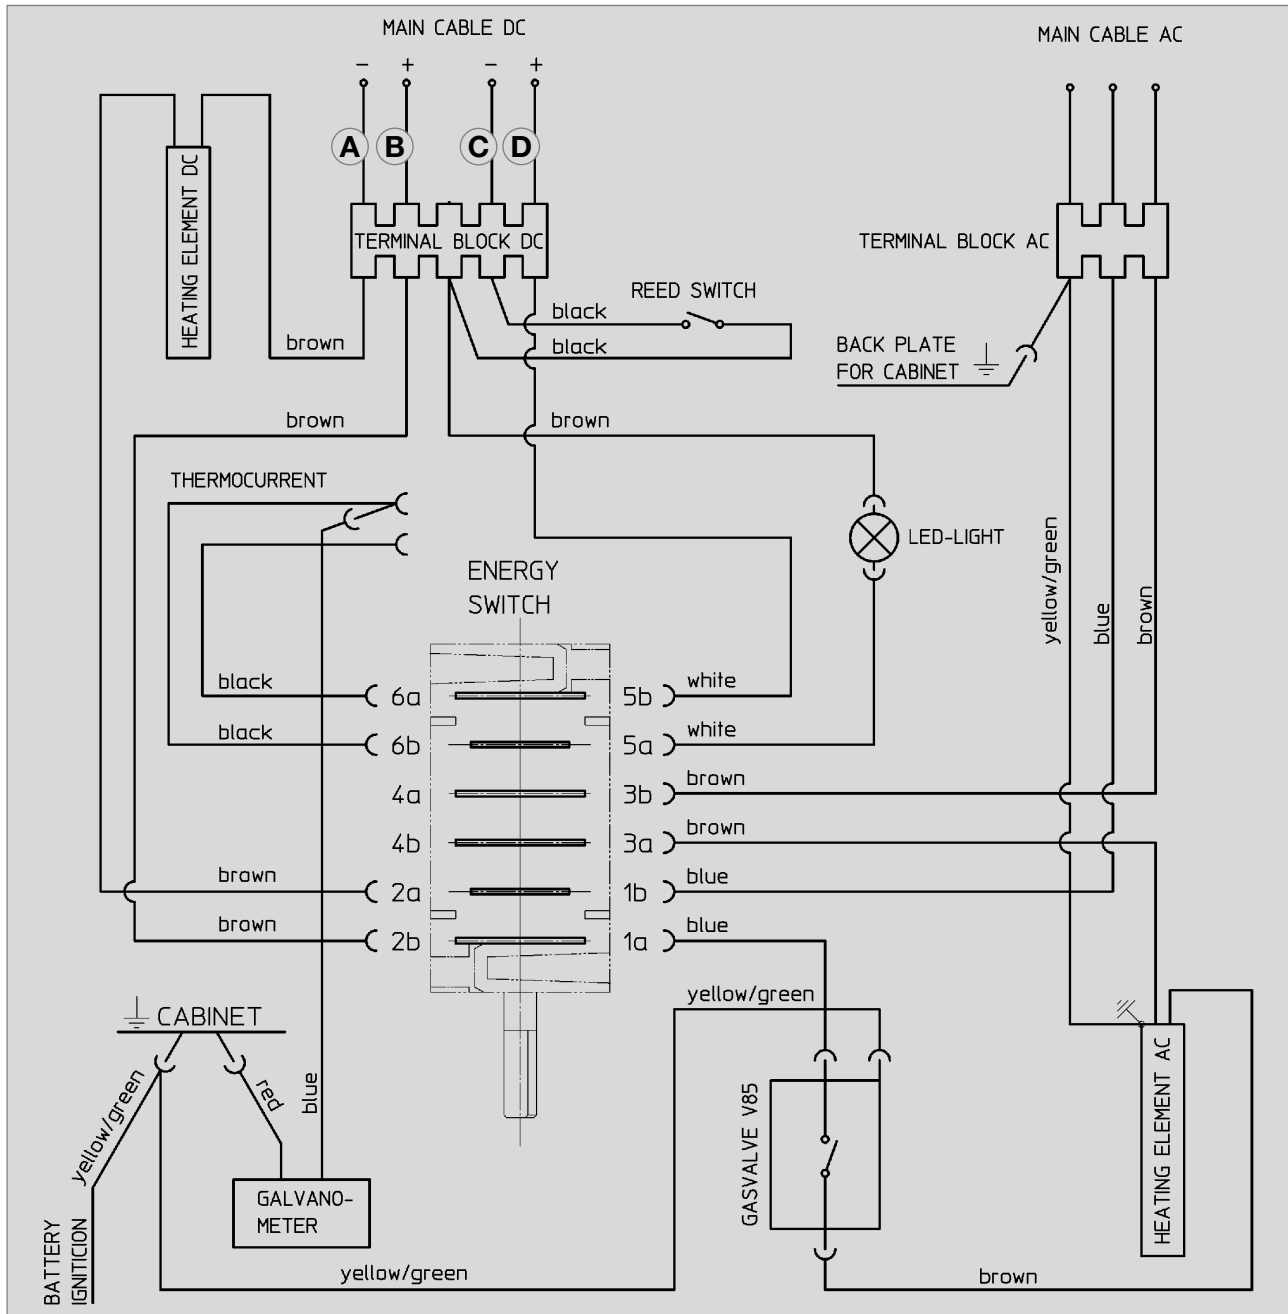 MAIN CABLE DC
MAIN CABLE AC
– + – +
A B C D
HEATING ELEMENT DC
TERMINAL BLOCK DC
TERMINAL BLOCK AC
REED SWITCH
black
black
brown
BACK PLATE
FOR CABINET
brown
brown
THERMOCURRENT
LED-LIGHT
yellow/green
blue
brown
ENERGY
SWITCH
black 6a 5b white
black 6b 5a white
4a 3b brown
4b 3a brown
brown 2a 1b blue
brown 2b 1a blue
yellow/green
CABINET
yellow/green
red
blue
GASVALVE V85
HEATING ELEMENT AC
GALVANO-
METER
BATTERY
IGNITICION
yellow/green
brown